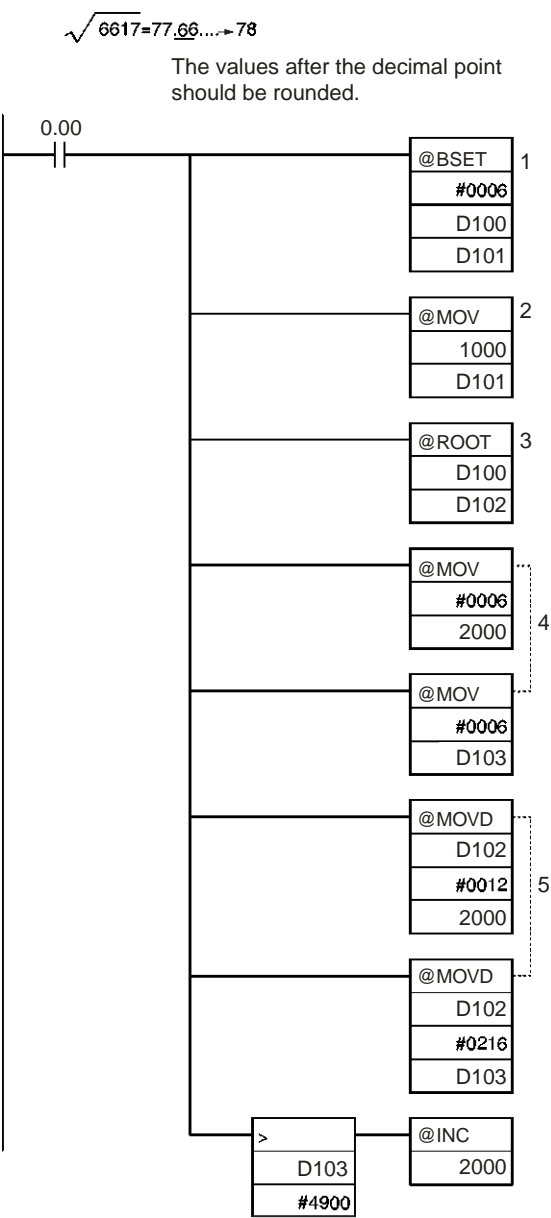 √6617=77.66....→78
The values after the decimal point
should be rounded.
0.00
@BSET 1
#0006
D100
D101
@MOV 2
1000
D101
@ROOT 3
D100
D102
@MOV
#0006
2000
4
@MOV
#0006
D103
@MOVD
D102
#0012
2000
5
@MOVD
D102
#0216
D103
>
D103
#4900
@INC
2000